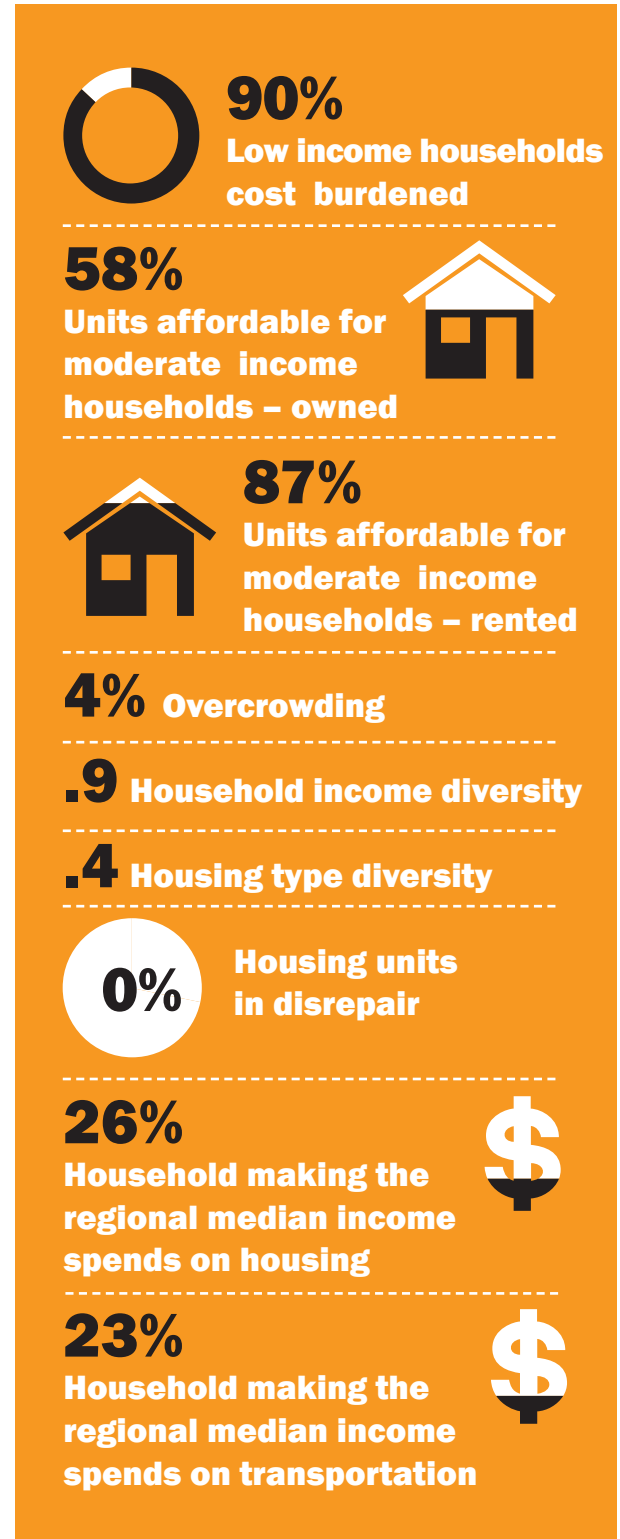 90%
Low income households
cost burdened
58%
Units affordable for
moderate income
households – owned
87%
Units affordable for
moderate income
households – rented
4% Overcrowding
.9 Household income diversity
.4 Housing type diversity
0%
Housing units
in disrepair
26%
$
Household making the
regional median income
spends on housing
23%
$
Household making the
regional median income
spends on transportation